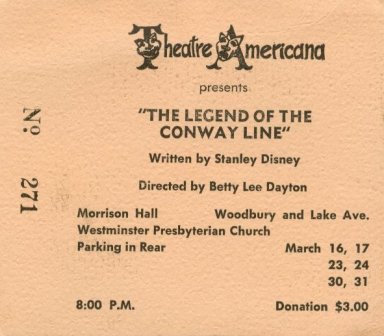 Theatre Americana
presents
"THE LEGEND OF THE
CONWAY LINE"
Written by Stanley Disney
Directed by Betty Lee Dayton
Morrison Hall Woodbury and Lake Ave.
Westminster Presbyterian Church
Parking in Rear March 16, 17
23, 24
30, 31
8:00 P.M. Donation $3.00
Nº 271